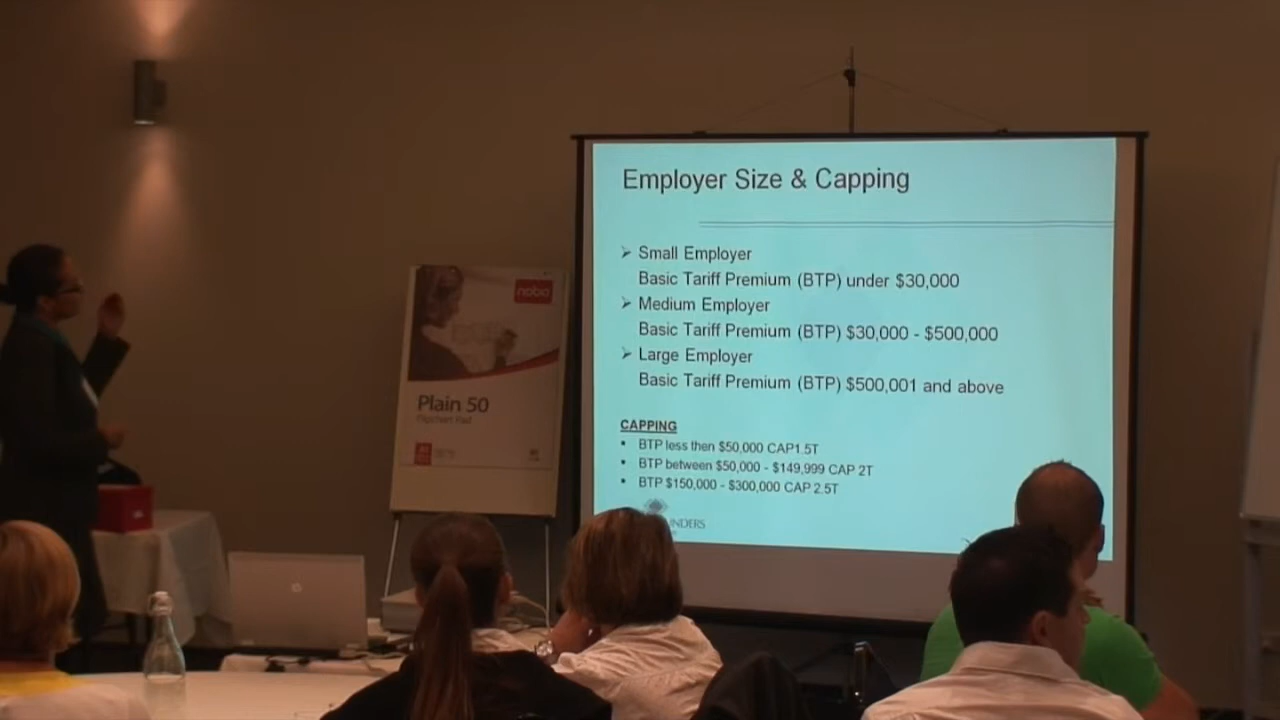 Employer Size & Capping
➢ Small Employer
Basic Tariff Premium (BTP) under $30,000
➢ Medium Employer
Basic Tariff Premium (BTP) $30,000 - $500,000
➢ Large Employer
Basic Tariff Premium (BTP) $500,001 and above
CAPPING
• BTP less then $50,000 CAP1.5T
• BTP between $50,000 - $149,999 CAP 2T
• BTP $150,000 - $300,000 CAP 2.5T
nobo
Plain 50
Flipchart Pad
hp